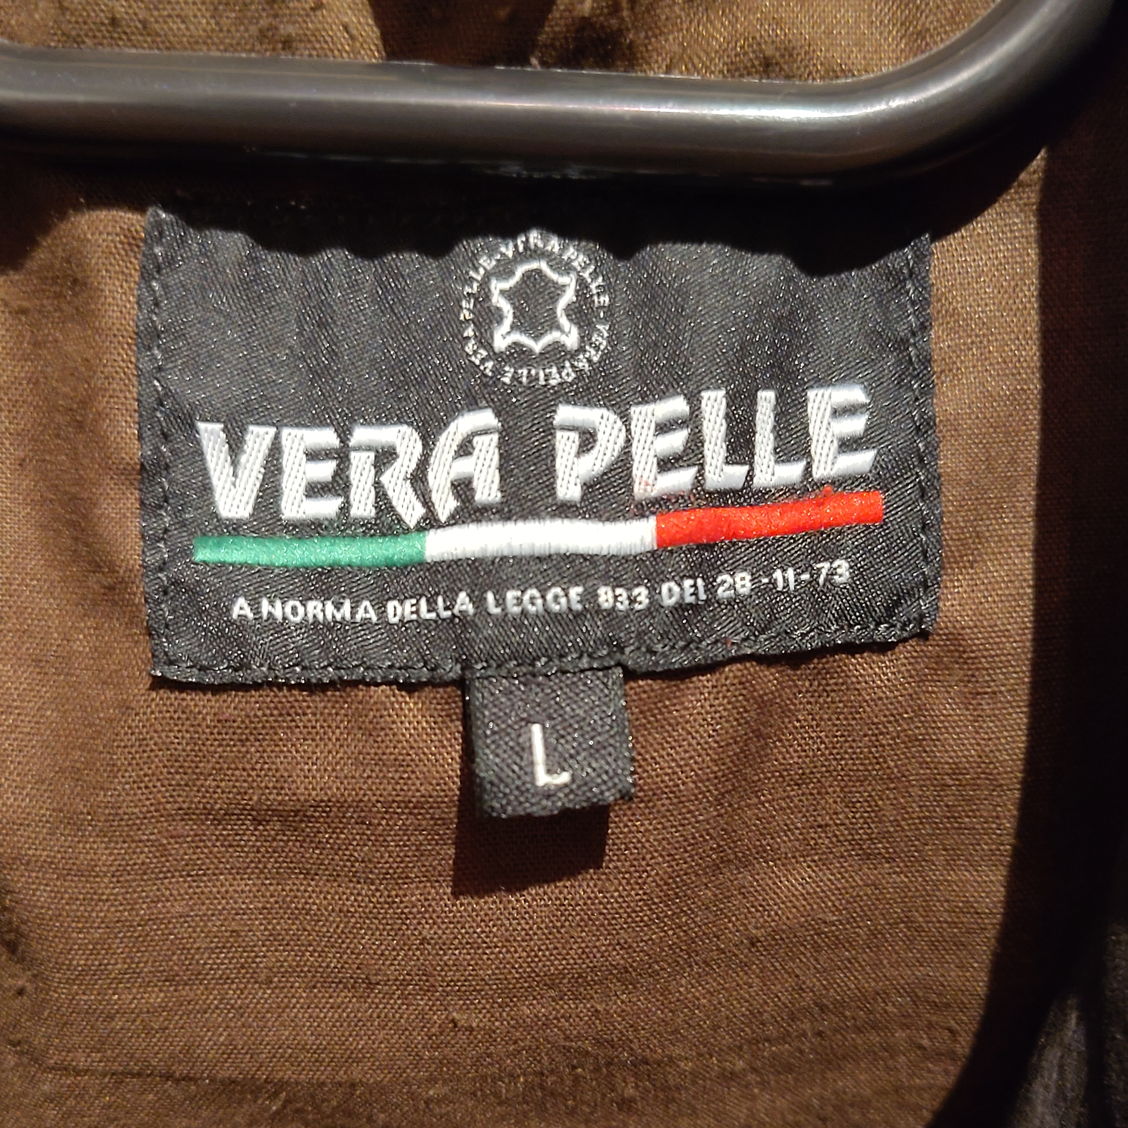 VERA PELLE - VERA PELLE - VERA PELLE
VERA PELLE
A NORMA DELLA LEGGE 833 DEL 28-11-73
L